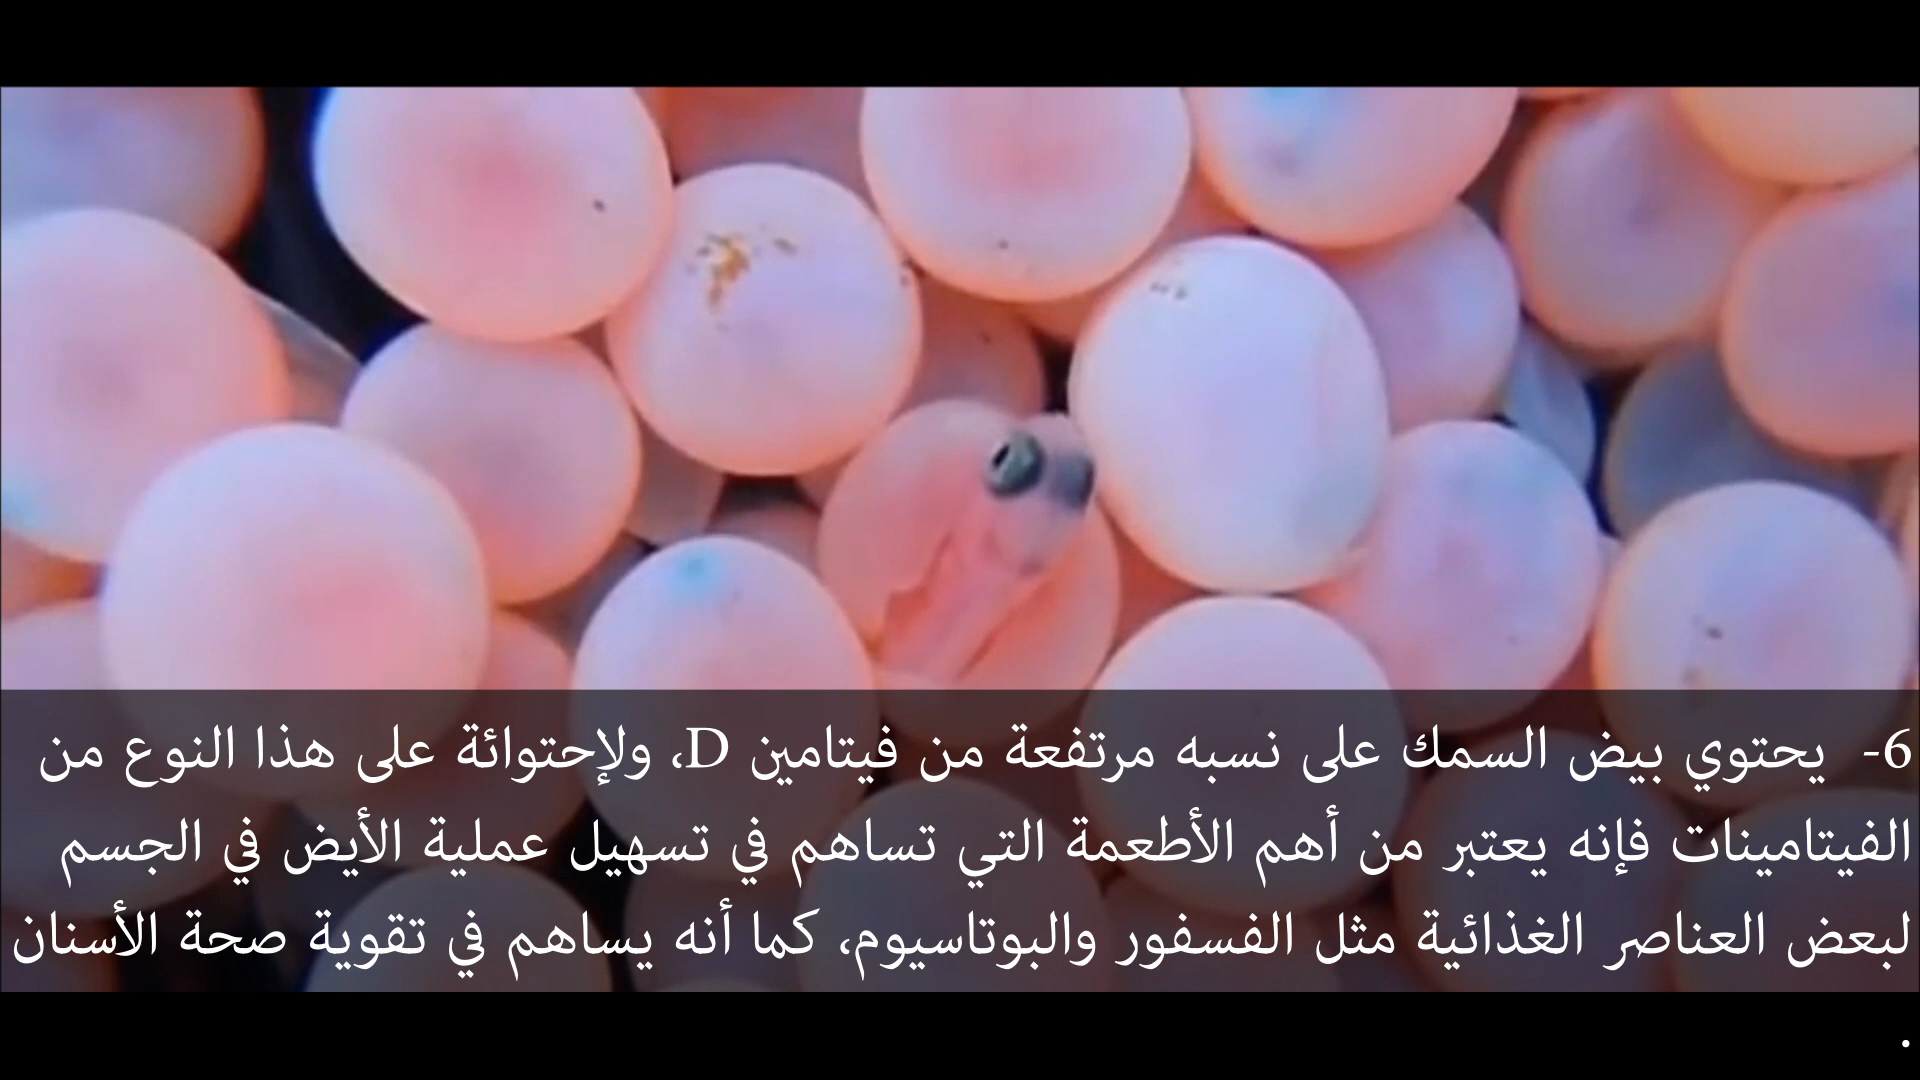 6- يحتوي بيض السمك على نسبه مرتفعة من فيتامين D، ولإحتوائة على هذا النوع من
الفيتامينات فإنه يعتبر من أهم الأطعمة التي تساهم في تسهيل عملية الأيض في الجسم
لبعض العناصر الغذائية مثل الفسفور والبوتاسيوم، كما أنه يساهم في تقوية صحة الأسنان
.